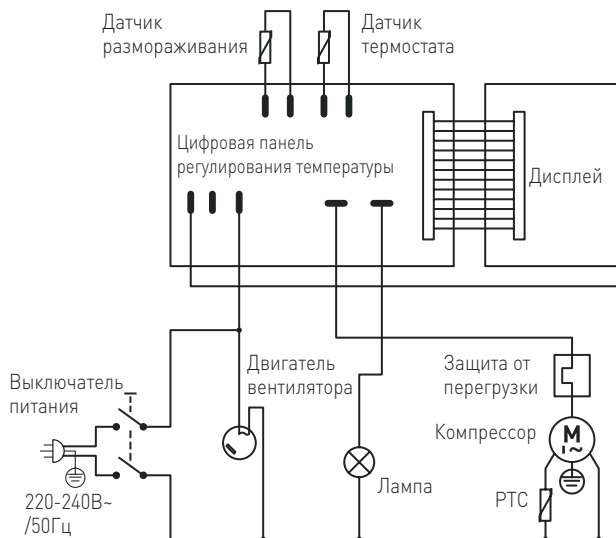 Датчик
размораживания
Датчик
термостата
Цифровая панель
регулирования температуры
Дисплей
Двигатель
вентилятора
Защита от
перегрузки
Выключатель
питания
Компрессор
M
~
Лампа
PTC
220-240В~
/50Гц